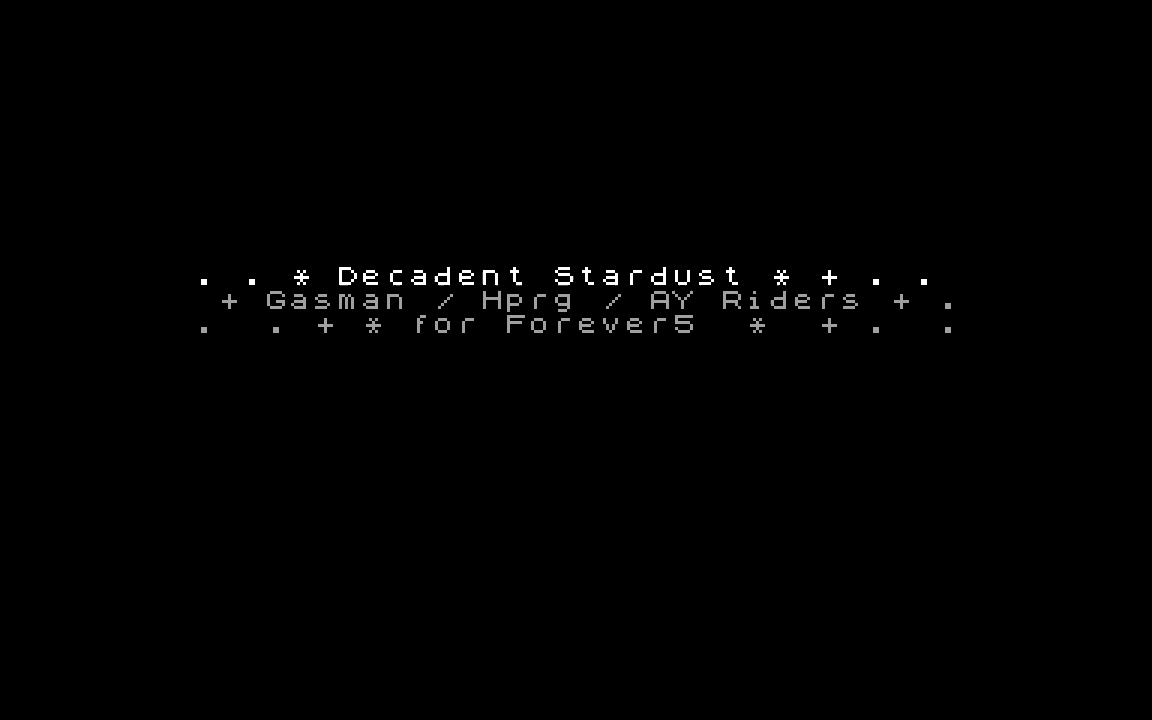 . . * Decadent Stardust * + . .
+ Gasman / Hprg / AY Riders + .
.  . + * for Forever5  *  + .  .